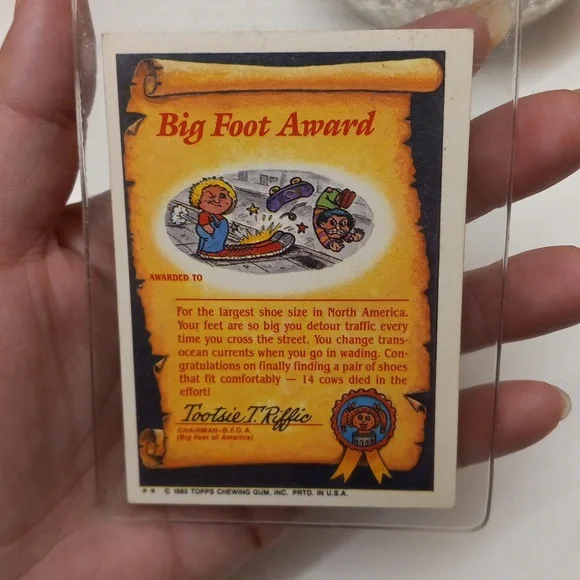 Big Foot Award
AWARDED TO
For the largest shoe size in North America.
Your feet are so big you detour traffic every
time you cross the street. You change trans-
ocean currents when you go in wading. Con-
gratulations on finally finding a pair of shoes
that fit comfortably — 14 cows died in the
effort!
Tootsie T. Riffic
CHAIRMAN–B.F.O.A.
(Big Feet of America)
** © 1985 TOPPS CHEWING GUM, INC. PRTD. IN U.S.A.